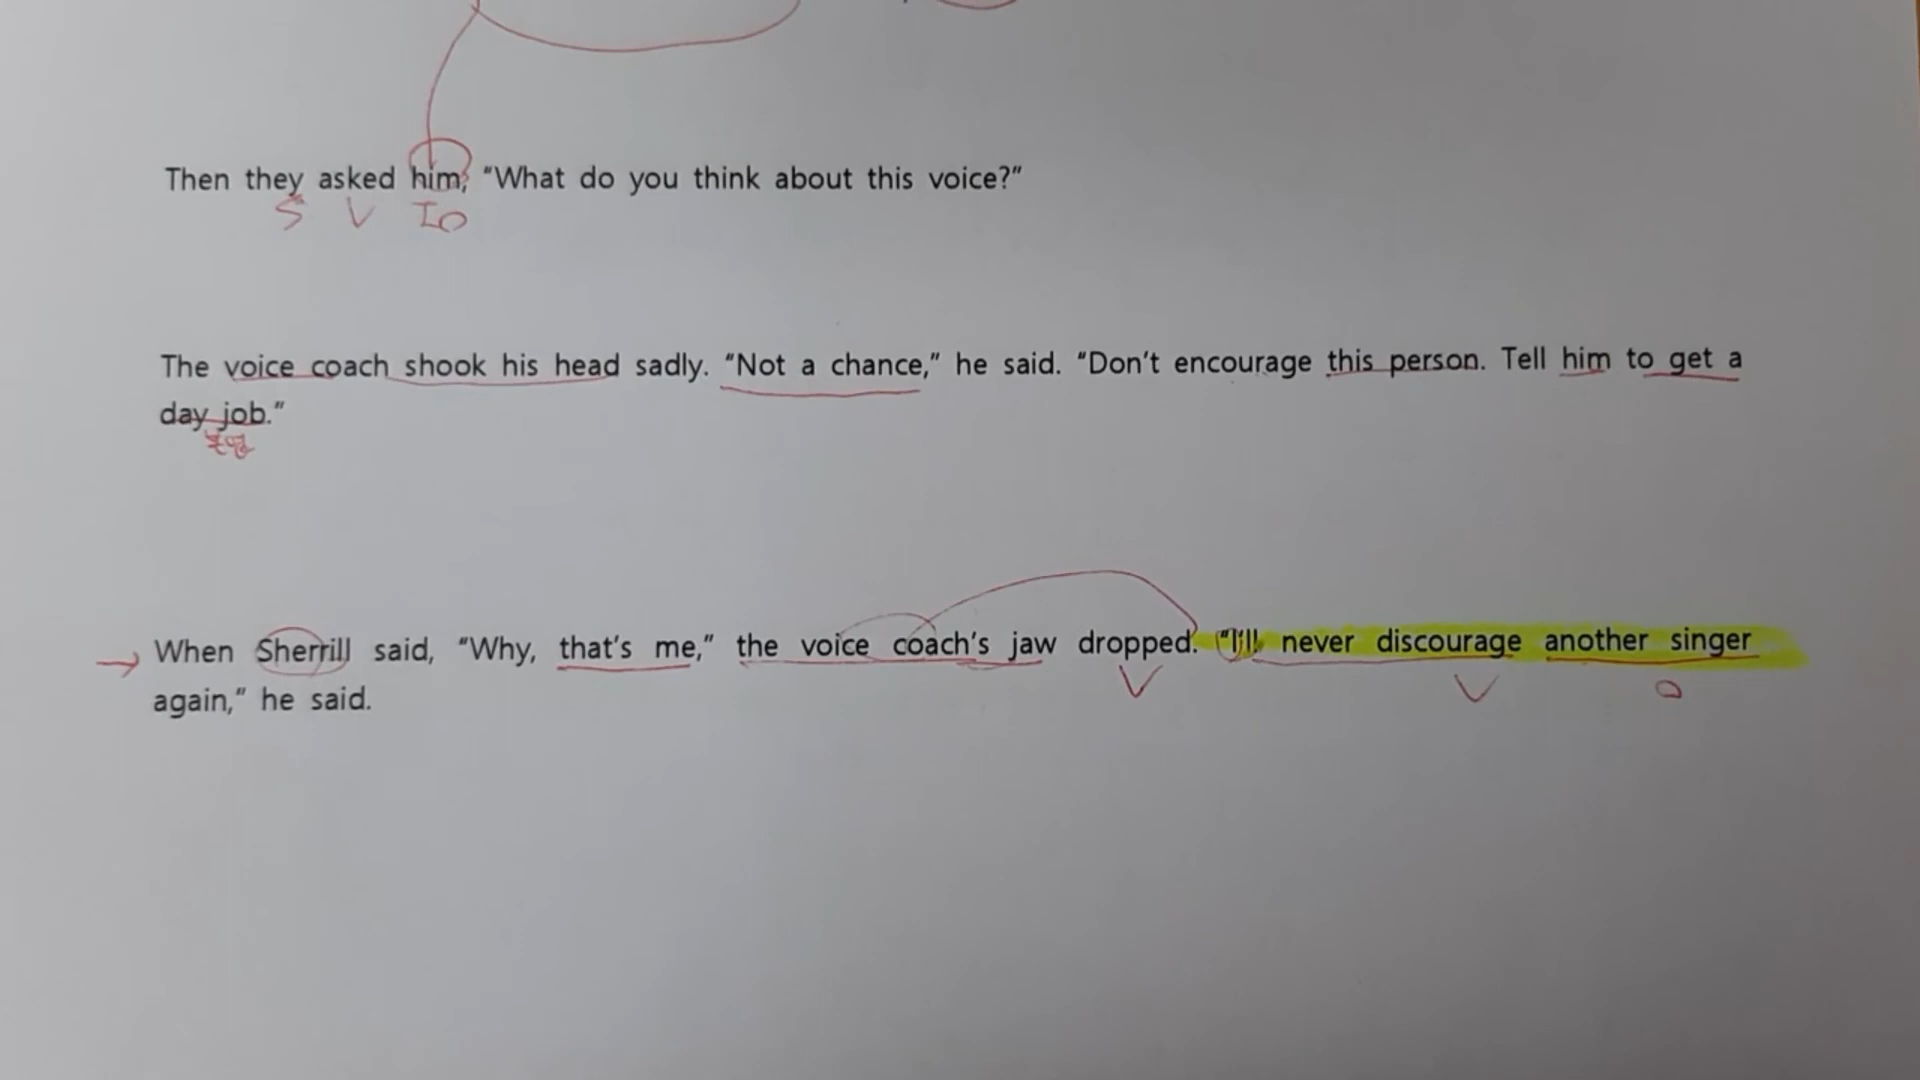 Then they asked him, “What do you think about this voice?”
S V IO
The voice coach shook his head sadly. “Not a chance,” he said. “Don’t encourage this person. Tell him to get a
day job.”
When Sherrill said, “Why, that’s me,” the voice coach’s jaw dropped. “I’ll never discourage another singer
V V O
again,” he said.